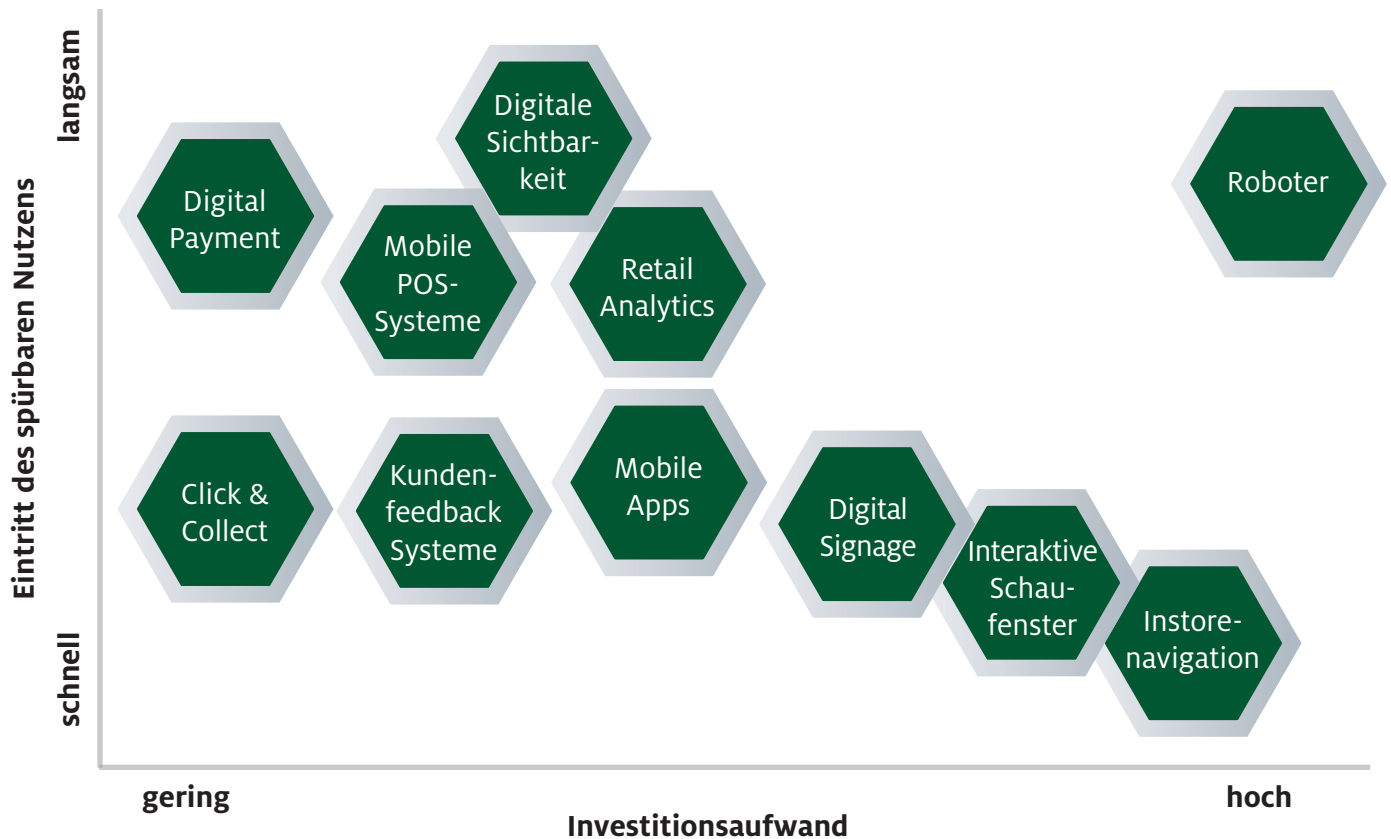 langsam
Eintritt des spürbaren Nutzens
schnell
Digitale
Sichtbar-
keit
Roboter
Digital
Payment
Mobile
POS-
Systeme
Retail
Analytics
Click &
Collect
Kunden-
feedback
Systeme
Mobile
Apps
Digital
Signage
Interaktive
Schau-
fenster
Instore-
navigation
gering
hoch
Investitionsaufwand